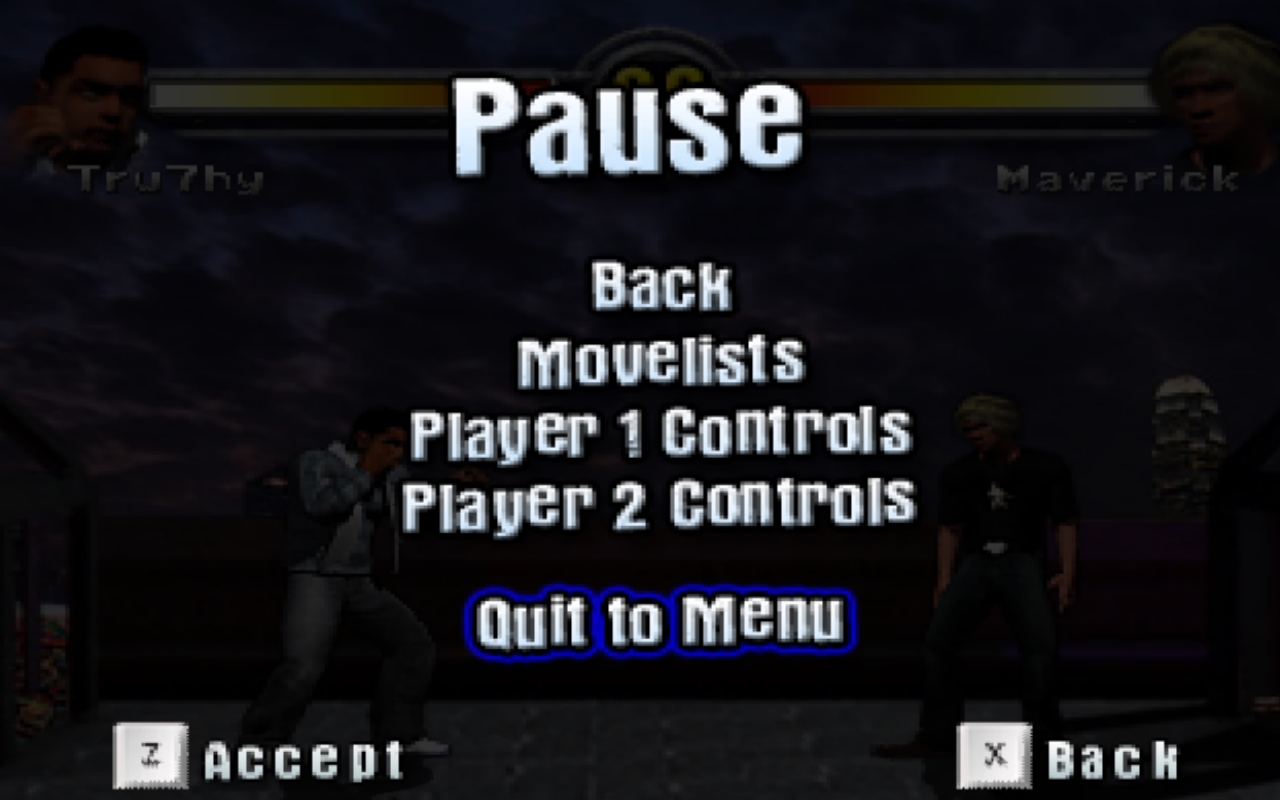 Pause
Tru7hy
Maverick
Back
Movelists
Player 1 Controls
Player 2 Controls
Quit to Menu
Z Accept
X Back